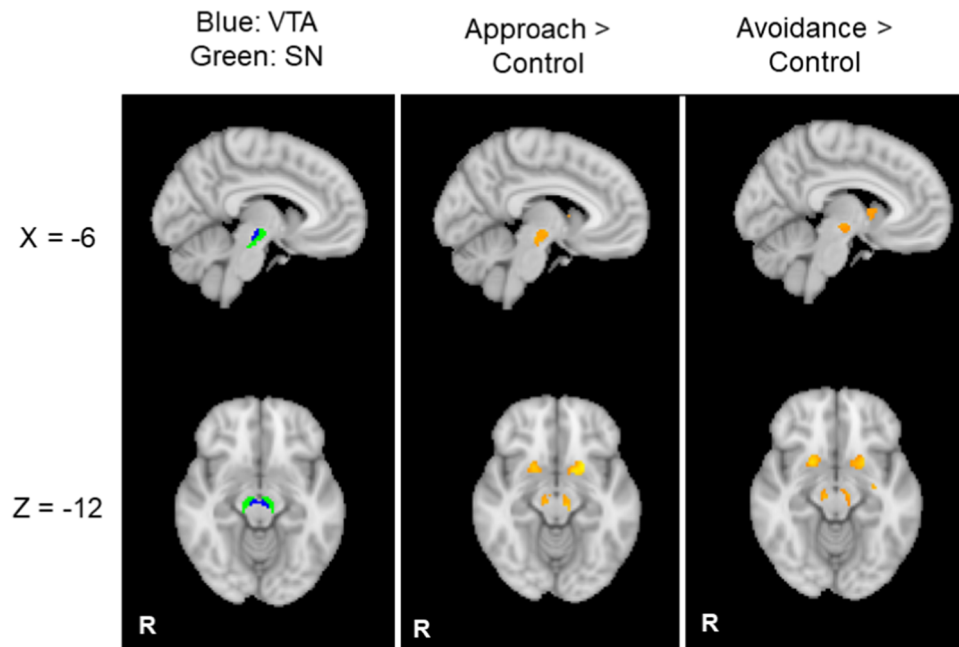 Blue: VTA
Green: SN
Approach >
Control
Avoidance >
Control
X = -6
Z = -12
R
R
R